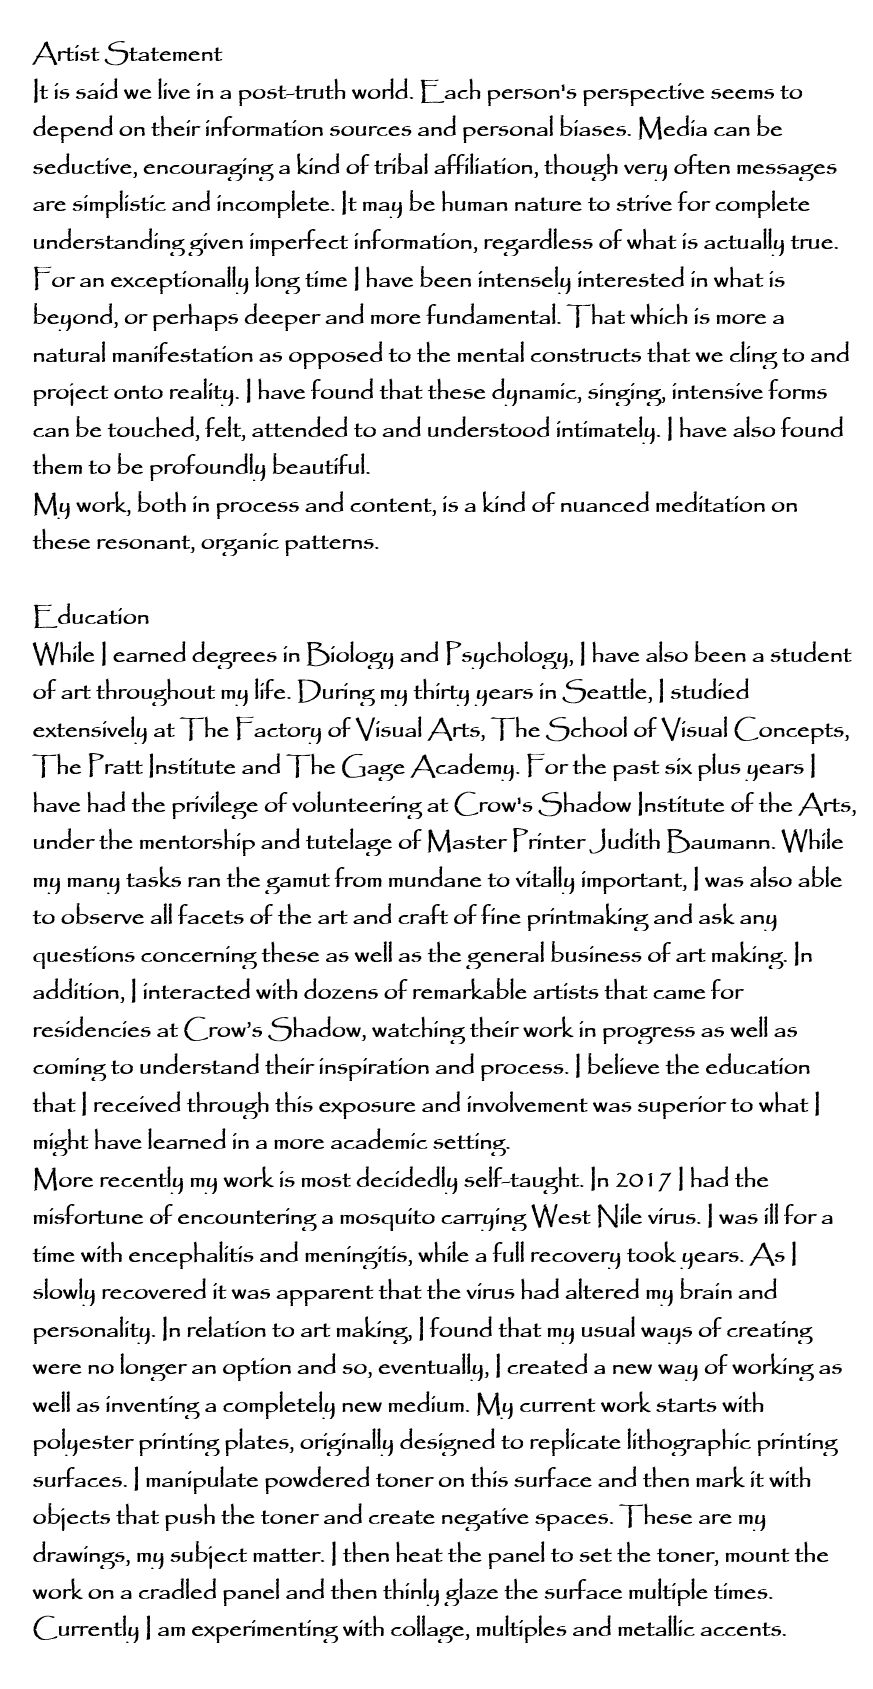 Artist Statement
It is said we live in a post-truth world. Each person's perspective seems to
depend on their information sources and personal biases. Media can be
seductive, encouraging a kind of tribal affiliation, though very often messages
are simplistic and incomplete. It may be human nature to strive for complete
understanding given imperfect information, regardless of what is actually true.
For an exceptionally long time I have been intensely interested in what is
beyond, or perhaps deeper and more fundamental. That which is more a
natural manifestation as opposed to the mental constructs that we cling to and
project onto reality. I have found that these dynamic, singing, intensive forms
can be touched, felt, attended to and understood intimately. I have also found
them to be profoundly beautiful.
My work, both in process and content, is a kind of nuanced meditation on
these resonant, organic patterns.
Education
While I earned degrees in Biology and Psychology, I have also been a student
of art throughout my life. During my thirty years in Seattle, I studied
extensively at The Factory of Visual Arts, The School of Visual Concepts,
The Pratt Institute and The Gage Academy. For the past six plus years I
have had the privilege of volunteering at Crow's Shadow Institute of the Arts,
under the mentorship and tutelage of Master Printer Judith Baumann. While
my many tasks ran the gamut from mundane to vitally important, I was also able
to observe all facets of the art and craft of fine printmaking and ask any
questions concerning these as well as the general business of art making. In
addition, I interacted with dozens of remarkable artists that came for
residencies at Crow’s Shadow, watching their work in progress as well as
coming to understand their inspiration and process. I believe the education
that I received through this exposure and involvement was superior to what I
might have learned in a more academic setting.
More recently my work is most decidedly self-taught. In 2017 I had the
misfortune of encountering a mosquito carrying West Nile virus. I was ill for a
time with encephalitis and meningitis, while a full recovery took years. As I
slowly recovered it was apparent that the virus had altered my brain and
personality. In relation to art making, I found that my usual ways of creating
were no longer an option and so, eventually, I created a new way of working as
well as inventing a completely new medium. My current work starts with
polyester printing plates, originally designed to replicate lithographic printing
surfaces. I manipulate powdered toner on this surface and then mark it with
objects that push the toner and create negative spaces. These are my
drawings, my subject matter. I then heat the panel to set the toner, mount the
work on a cradled panel and then thinly glaze the surface multiple times.
Currently I am experimenting with collage, multiples and metallic accents.